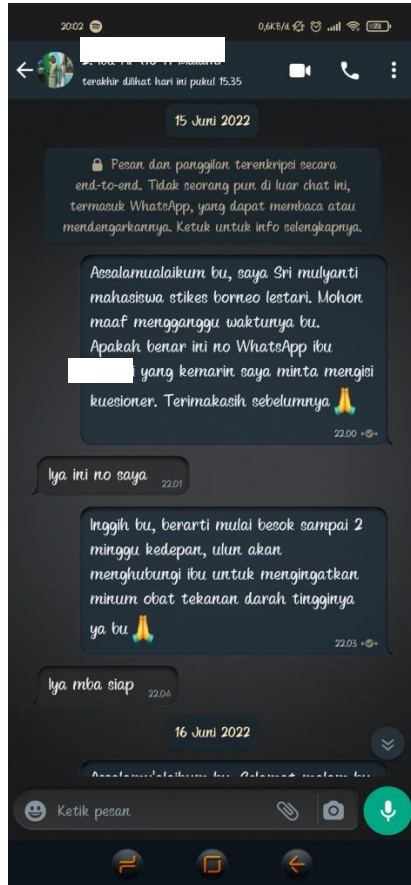 20:02
0,6KB/d
terakhir dilihat hari ini pukul 15.35
15 Juni 2022
Pesan dan panggilan terenkripsi secara
end-to-end. Tidak seorang pun di luar chat ini,
termasuk WhatsApp, yang dapat membaca atau
mendengarkannya. Ketuk untuk info selengkapnya.
Assalamualaikum bu, saya Sri mulyanti
mahasiswa stikes borneo lestari. Mohon
maaf mengganggu waktunya bu.
Apakah benar ini no WhatsApp ibu
yang kemarin saya minta mengisi
kuesioner. Terimakasih sebelumnya 🙏
22.00
Iya ini no saya
22.01
Inggih bu, berarti mulai besok sampai 2
minggu kedepan, ulun akan
menghubungi ibu untuk mengingatkan
minum obat tekanan darah tingginya
ya bu 🙏
22.03
Iya mba siap
22.04
16 Juni 2022
Ketik pesan